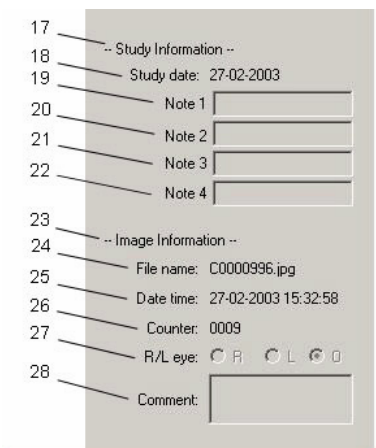 17
-- Study Information --
18
Study date: 27-02-2003
19
Note 1
20
Note 2
21
Note 3
22
Note 4
23
-- Image Information --
24
File name: C0000996.jpg
25
Date time: 27-02-2003 15:32:58
26
Counter: 0009
27
R/L eye: R L O
28
Comment: